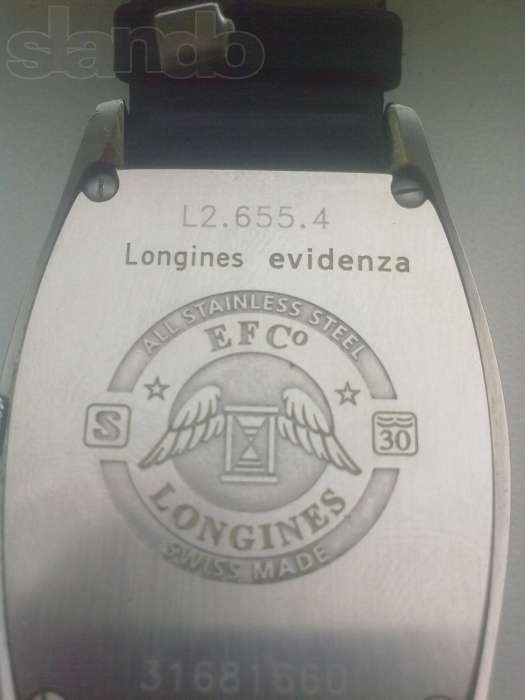 slando
L2.655.4
Longines evidenza
ALL STAINLESS STEEL
EFCo
S
30
LONGINES
SWISS MADE
31681660